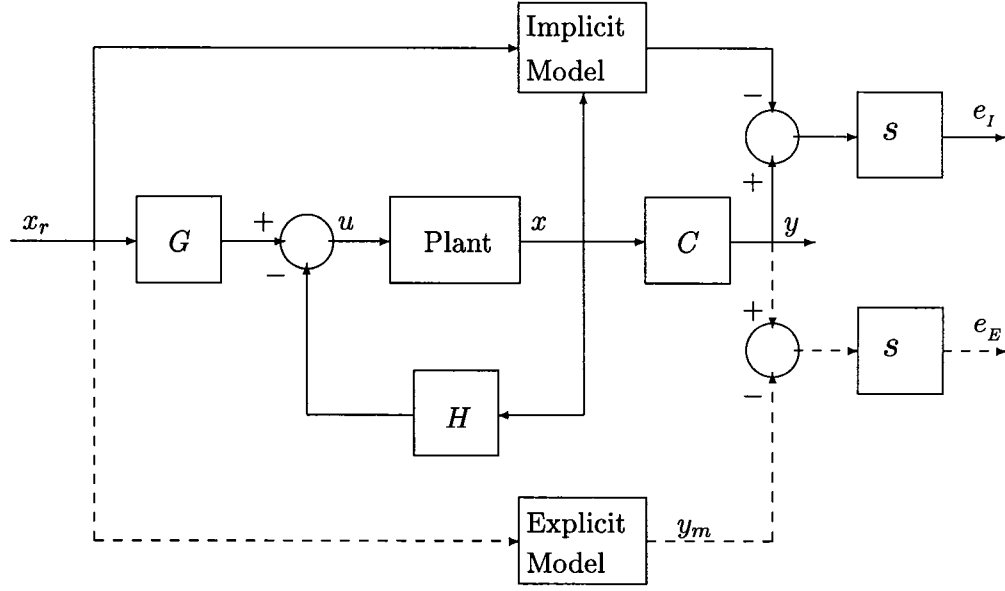 Implicit
Model
−
s
e_I
+
x_r
G
+
−
u
Plant
x
C
y
+
−
s
e_E
H
Explicit
Model
y_m